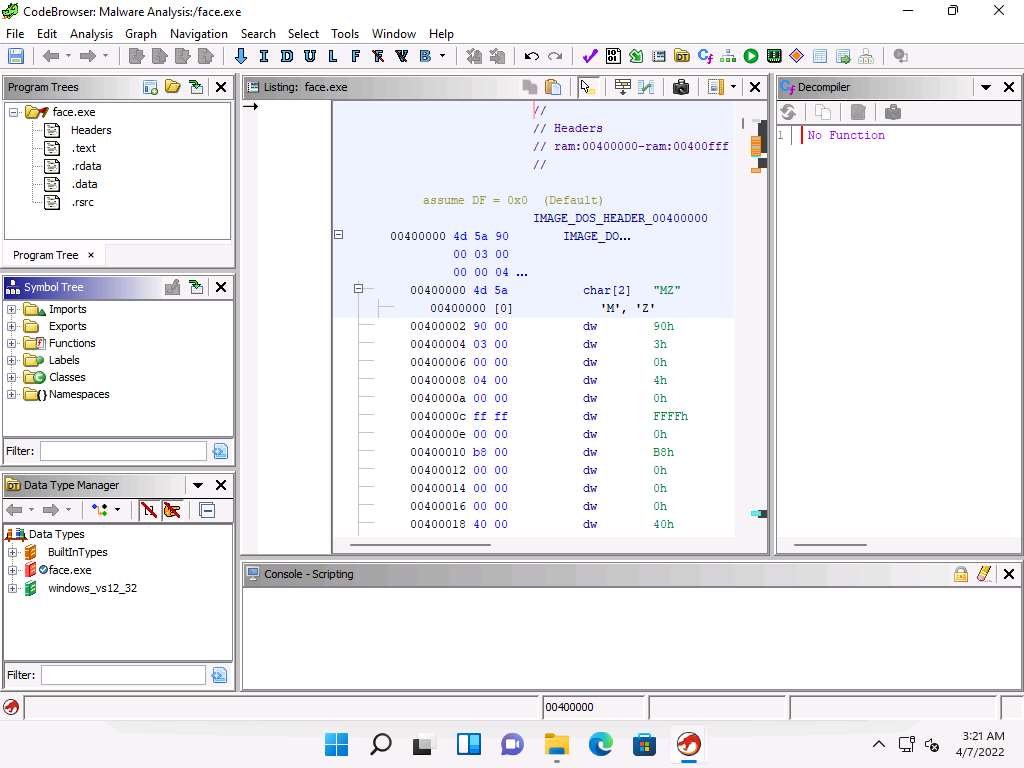 CodeBrowser: Malware Analysis:/face.exe
File Edit Analysis Graph Navigation Search Select Tools Window Help
I D U L F B
Program Trees
face.exe
Headers
.text
.rdata
.data
.rsrc
Program Tree ×
Symbol Tree
Imports
Exports
Functions
Labels
Classes
Namespaces
Filter:
Data Type Manager
Data Types
BuiltInTypes
face.exe
windows_vs12_32
Filter:
Listing: face.exe
//
// Headers
// ram:00400000-ram:00400fff
//
assume DF = 0x0 (Default)
IMAGE_DOS_HEADER_00400000
00400000 4d 5a 90 IMAGE_DO...
00 03 00
00 00 04 ...
00400000 4d 5a char[2] "MZ"
00400000 [0] 'M', 'Z'
00400002 90 00 dw 90h
00400004 03 00 dw 3h
00400006 00 00 dw 0h
00400008 04 00 dw 4h
0040000a 00 00 dw 0h
0040000c ff ff dw FFFFh
0040000e 00 00 dw 0h
00400010 b8 00 dw B8h
00400012 00 00 dw 0h
00400014 00 00 dw 0h
00400016 00 00 dw 0h
00400018 40 00 dw 40h
Decompiler
1 No Function
Console - Scripting
00400000
3:21 AM
4/7/2022